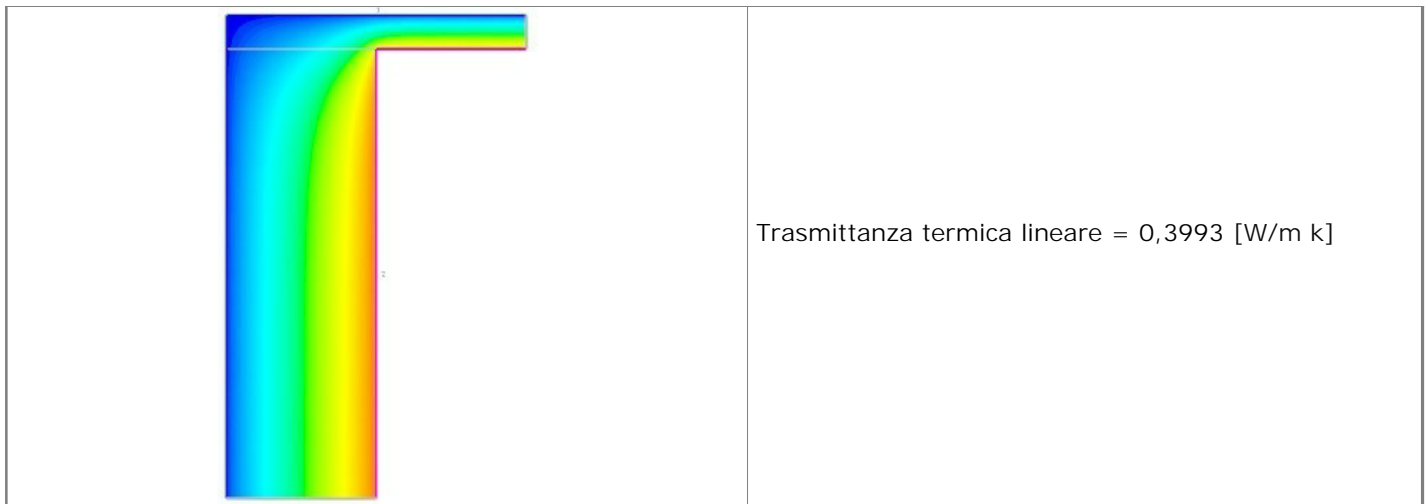 Trasmittanza termica lineare = 0,3993 [W/m k]